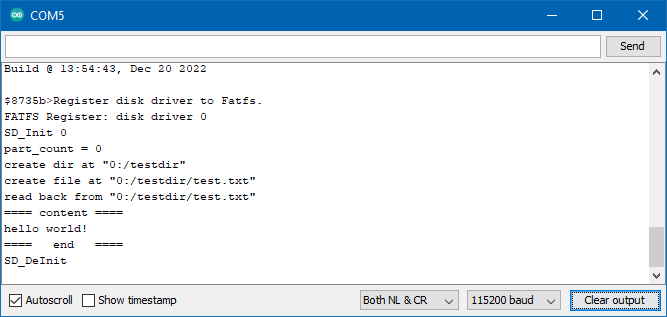 COM5
Send
Build @ 13:54:43, Dec 20 2022
$8735b>Register disk driver to Fatfs.
FATFS Register: disk driver 0
SD_Init 0
part_count = 0
create dir at "0:/testdir"
create file at "0:/testdir/test.txt"
read back from "0:/testdir/test.txt"
==== content ====
hello world!
====   end   ====
SD_DeInit
Autoscroll Show timestamp Both NL & CR 115200 baud Clear output